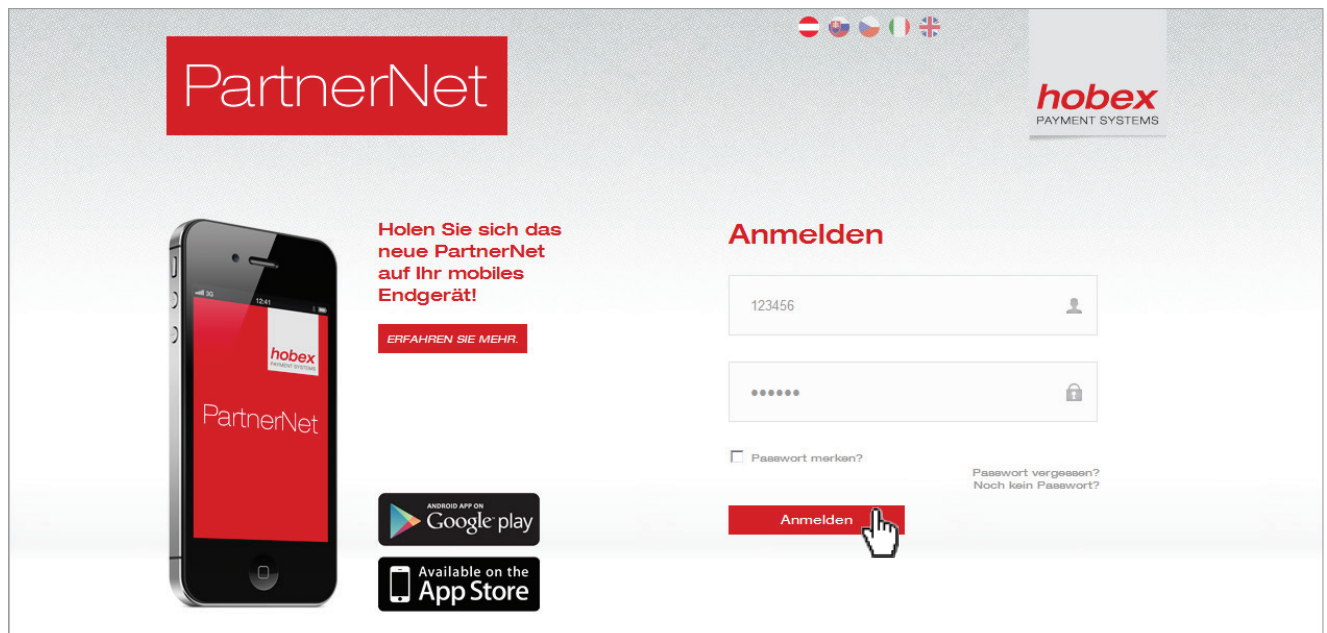 PartnerNet
hobex
PAYMENT SYSTEMS
Holen Sie sich das
neue PartnerNet
auf Ihr mobiles
Endgerät!
ERFAHREN SIE MEHR.
3G
12:41
hobex
PAYMENT SYSTEMS
PartnerNet
ANDROID APP ON
Google play
Available on the
App Store
Anmelden
123456
••••••
Passwort merken?
Passwort vergessen?
Noch kein Passwort?
Anmelden